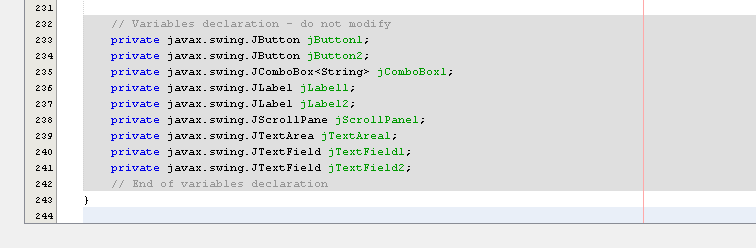 231
232 // Variables declaration - do not modify
233 private javax.swing.JButton jButton1;
234 private javax.swing.JButton jButton2;
235 private javax.swing.JComboBox<String> jComboBox1;
236 private javax.swing.JLabel jLabel1;
237 private javax.swing.JLabel jLabel2;
238 private javax.swing.JScrollPane jScrollPane1;
239 private javax.swing.JTextArea jTextArea1;
240 private javax.swing.JTextField jTextField1;
241 private javax.swing.JTextField jTextField2;
242 // End of variables declaration
243 }
244